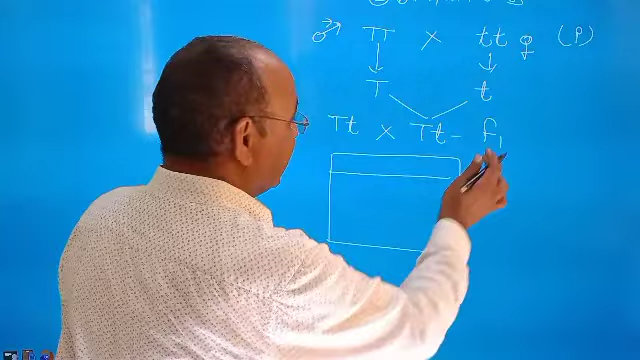 ♂ TT × tt ♀ (P)
↓ ↓
T t
Tt × Tt - F1